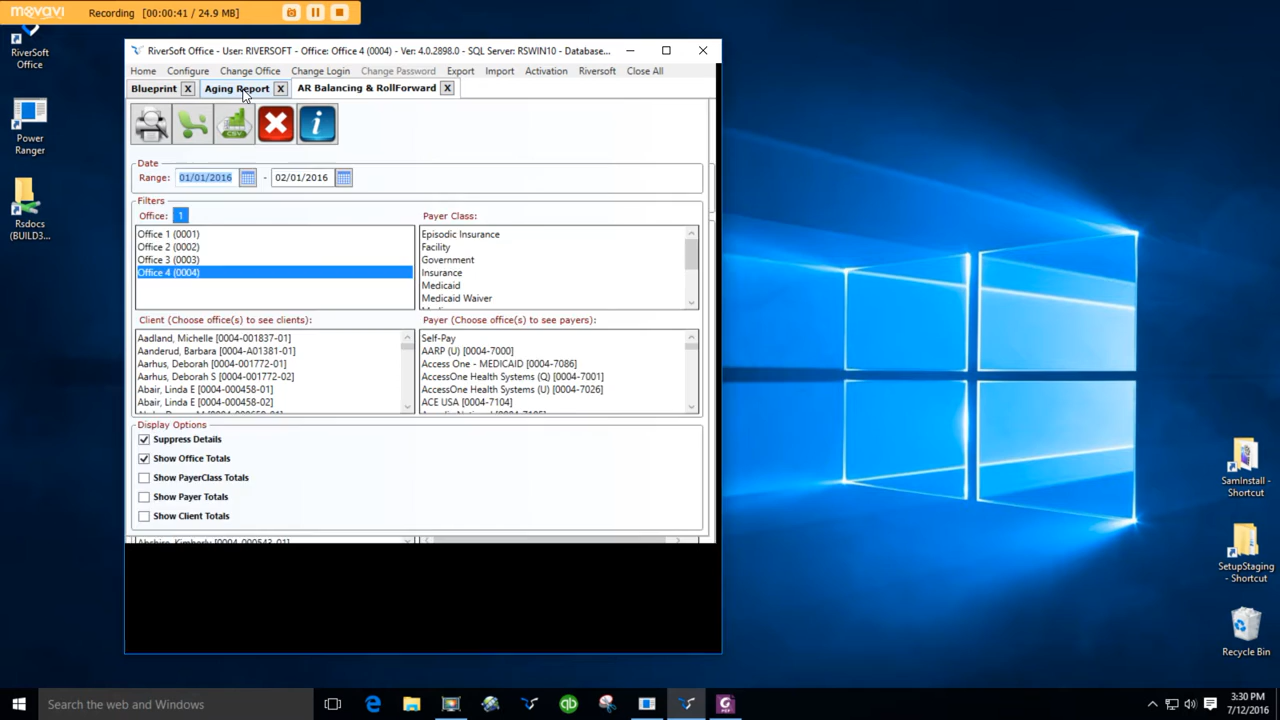 movavi
Recording [00:00:41 / 24.9 MB]
RiverSoft
Office
Power
Ranger
Rsdocs
(BUILD3...
RiverSoft Office - User: RIVERSOFT - Office: Office 4 (0004) - Ver: 4.0.2898.0 - SQL Server: RSWIN10 - Database...
Home Configure Change Office Change Login Change Password Export Import Activation Riversoft Close All
Blueprint X Aging Report X AR Balancing & RollForward X
CSV
Date
Range: 01/01/2016 - 02/01/2016
Filters
Office: 1 Payer Class:
Office 1 (0001)
Office 2 (0002)
Office 3 (0003)
Office 4 (0004)
Episodic Insurance
Facility
Government
Insurance
Medicaid
Medicaid Waiver
Client (Choose office(s) to see clients):
Aadland, Michelle [0004-001837-01]
Aanderud, Barbara [0004-A01381-01]
Aarhus, Deborah [0004-001772-01]
Aarhus, Deborah S [0004-001772-02]
Abair, Linda E [0004-000458-01]
Abair, Linda E [0004-000458-02]
Payer (Choose office(s) to see payers):
Self-Pay
AARP (U) [0004-7000]
Access One - MEDICAID [0004-7086]
AccessOne Health Systems (Q) [0004-7001]
AccessOne Health Systems (U) [0004-7026]
ACE USA [0004-7104]
Display Options
Suppress Details
Show Office Totals
Show PayerClass Totals
Show Payer Totals
Show Client Totals
Abshire, Kimberly [0004-000543-01]
SamInstall -
Shortcut
SetupStaging
- Shortcut
Recycle Bin
Search the web and Windows
3:30 PM
7/12/2016